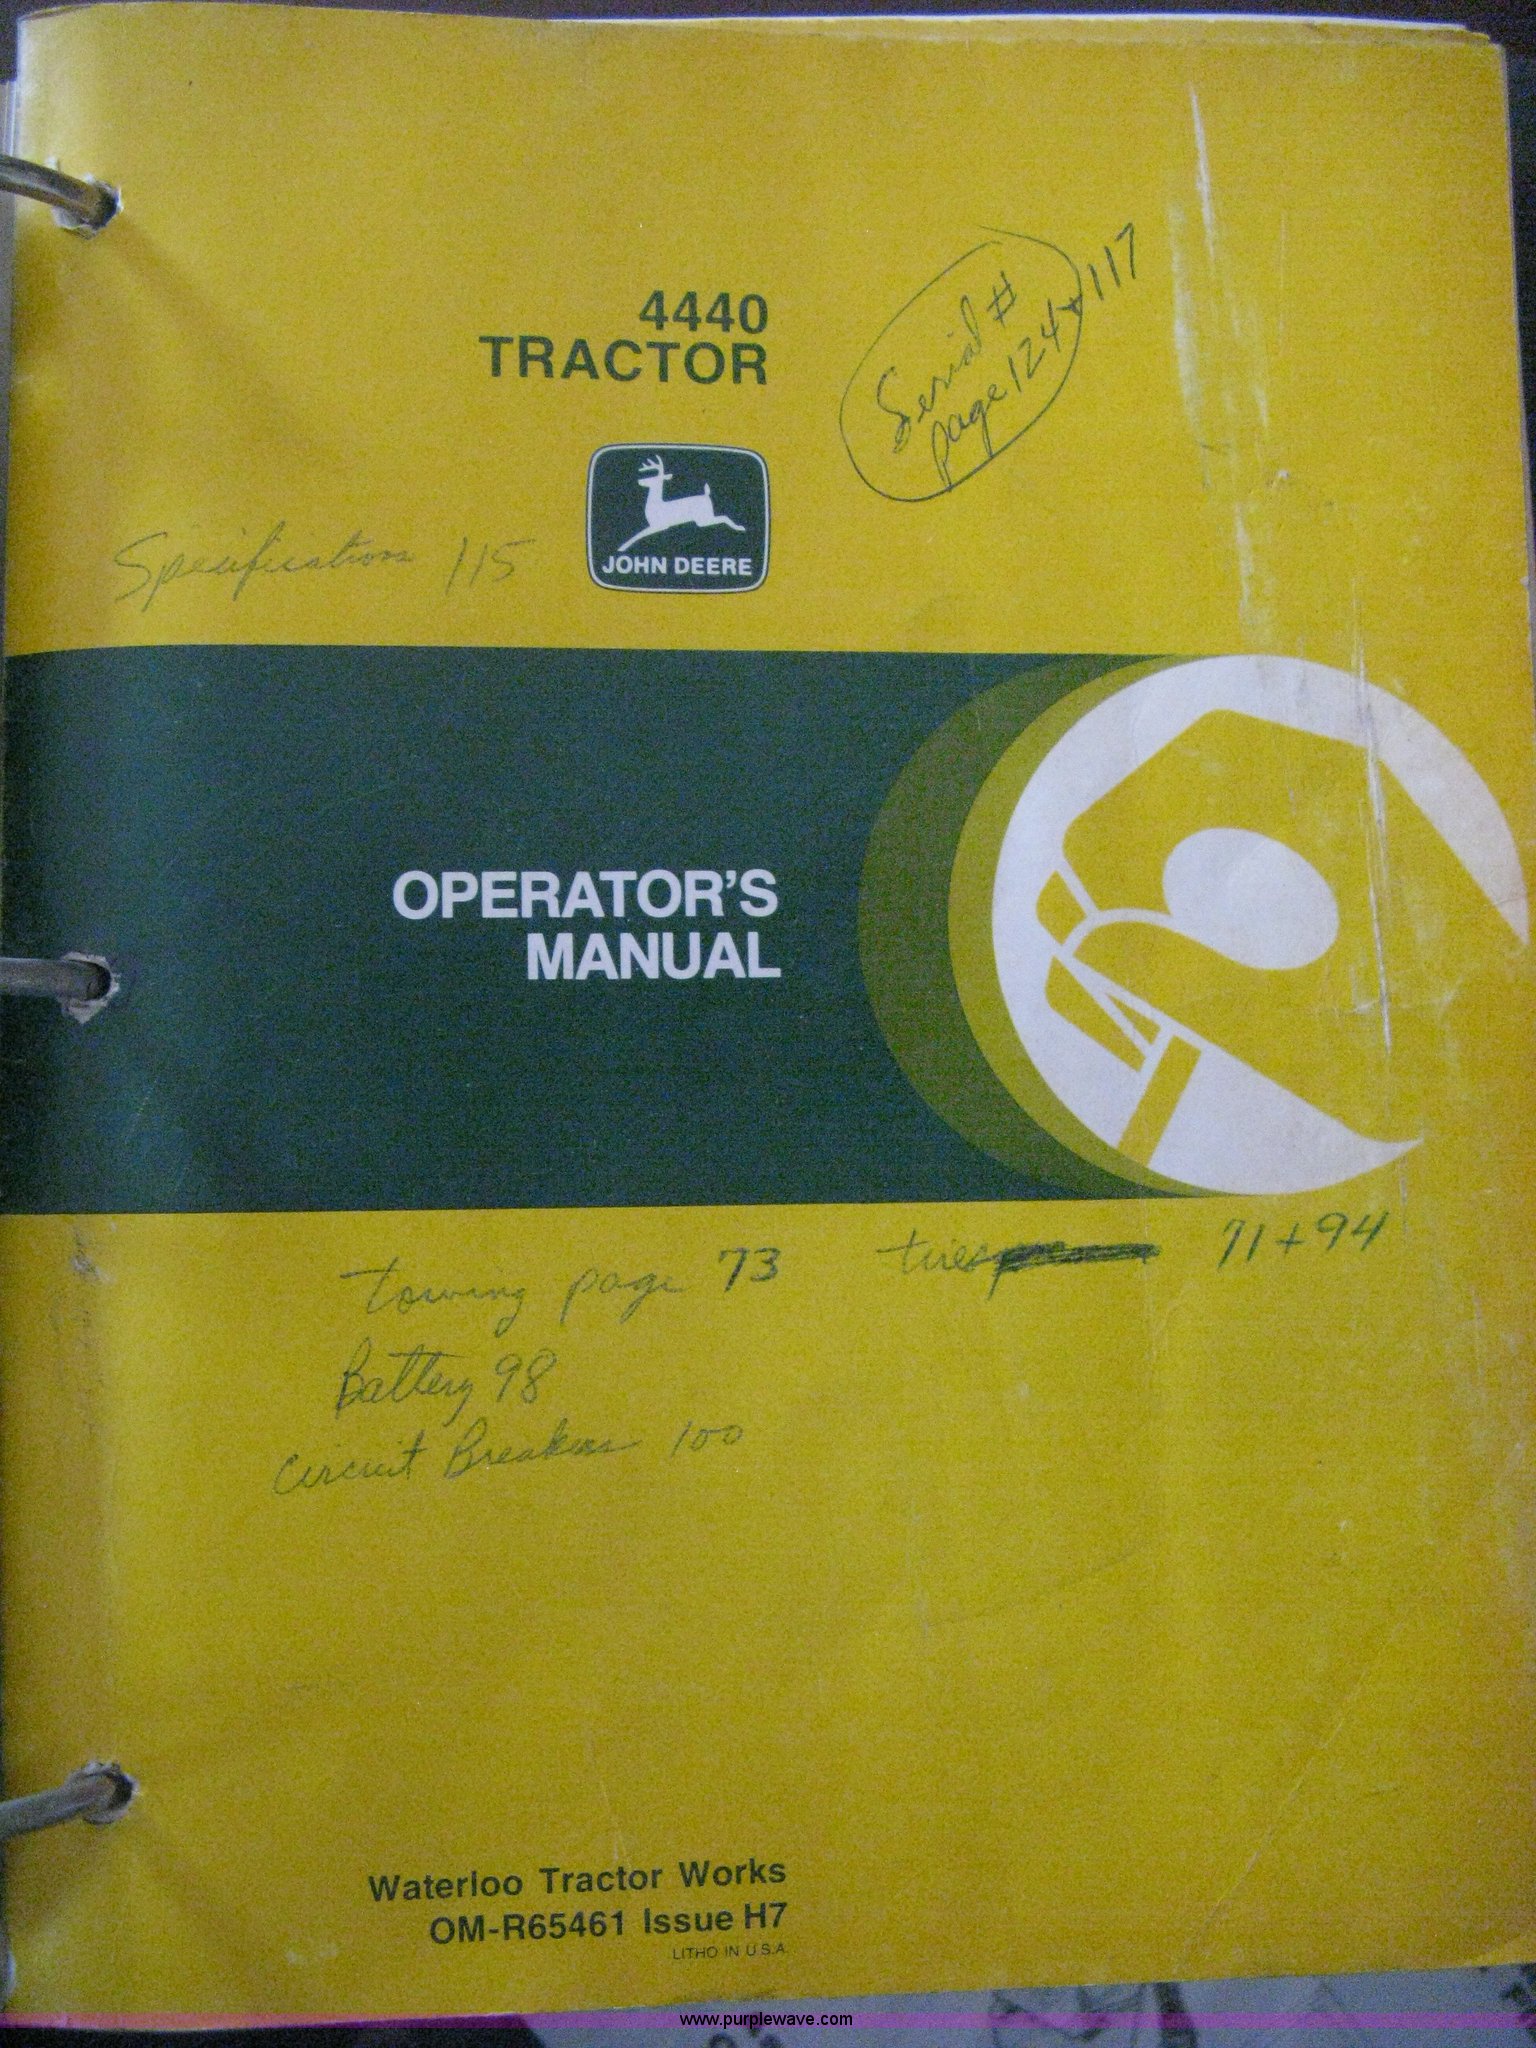 4440
TRACTOR
Serial #
page 124 + 117
JOHN DEERE
Specifications 115
OPERATOR'S
MANUAL
towing page 73
tires 71 + 94
Battery 98
Circuit Breakers 100
Waterloo Tractor Works
OM-R65461 Issue H7
LITHO IN U.S.A.
www.purplewave.com